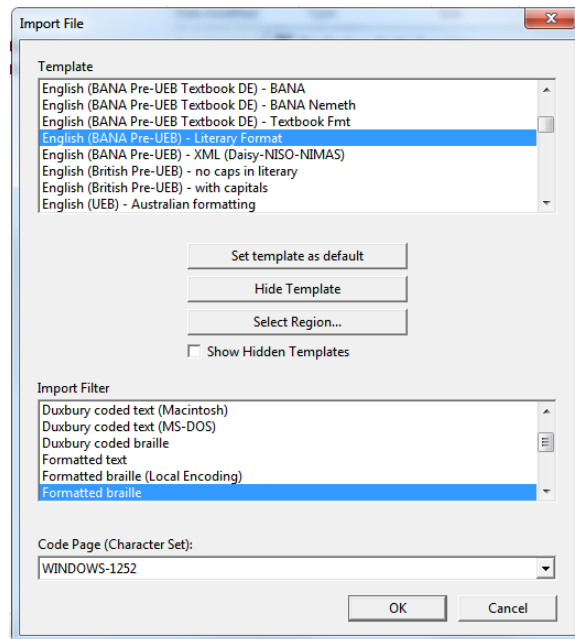 Import File
Template
English (BANA Pre-UEB Textbook DE) - BANA
English (BANA Pre-UEB Textbook DE) - BANA Nemeth
English (BANA Pre-UEB Textbook DE) - Textbook Fmt
English (BANA Pre-UEB) - Literary Format
English (BANA Pre-UEB) - XML (Daisy-NISO-NIMAS)
English (British Pre-UEB) - no caps in literary
English (British Pre-UEB) - with capitals
English (UEB) - Australian formatting
Set template as default
Hide Template
Select Region...
Show Hidden Templates
Import Filter
Duxbury coded text (Macintosh)
Duxbury coded text (MS-DOS)
Duxbury coded braille
Formatted text
Formatted braille (Local Encoding)
Formatted braille
Code Page (Character Set):
WINDOWS-1252
OK Cancel